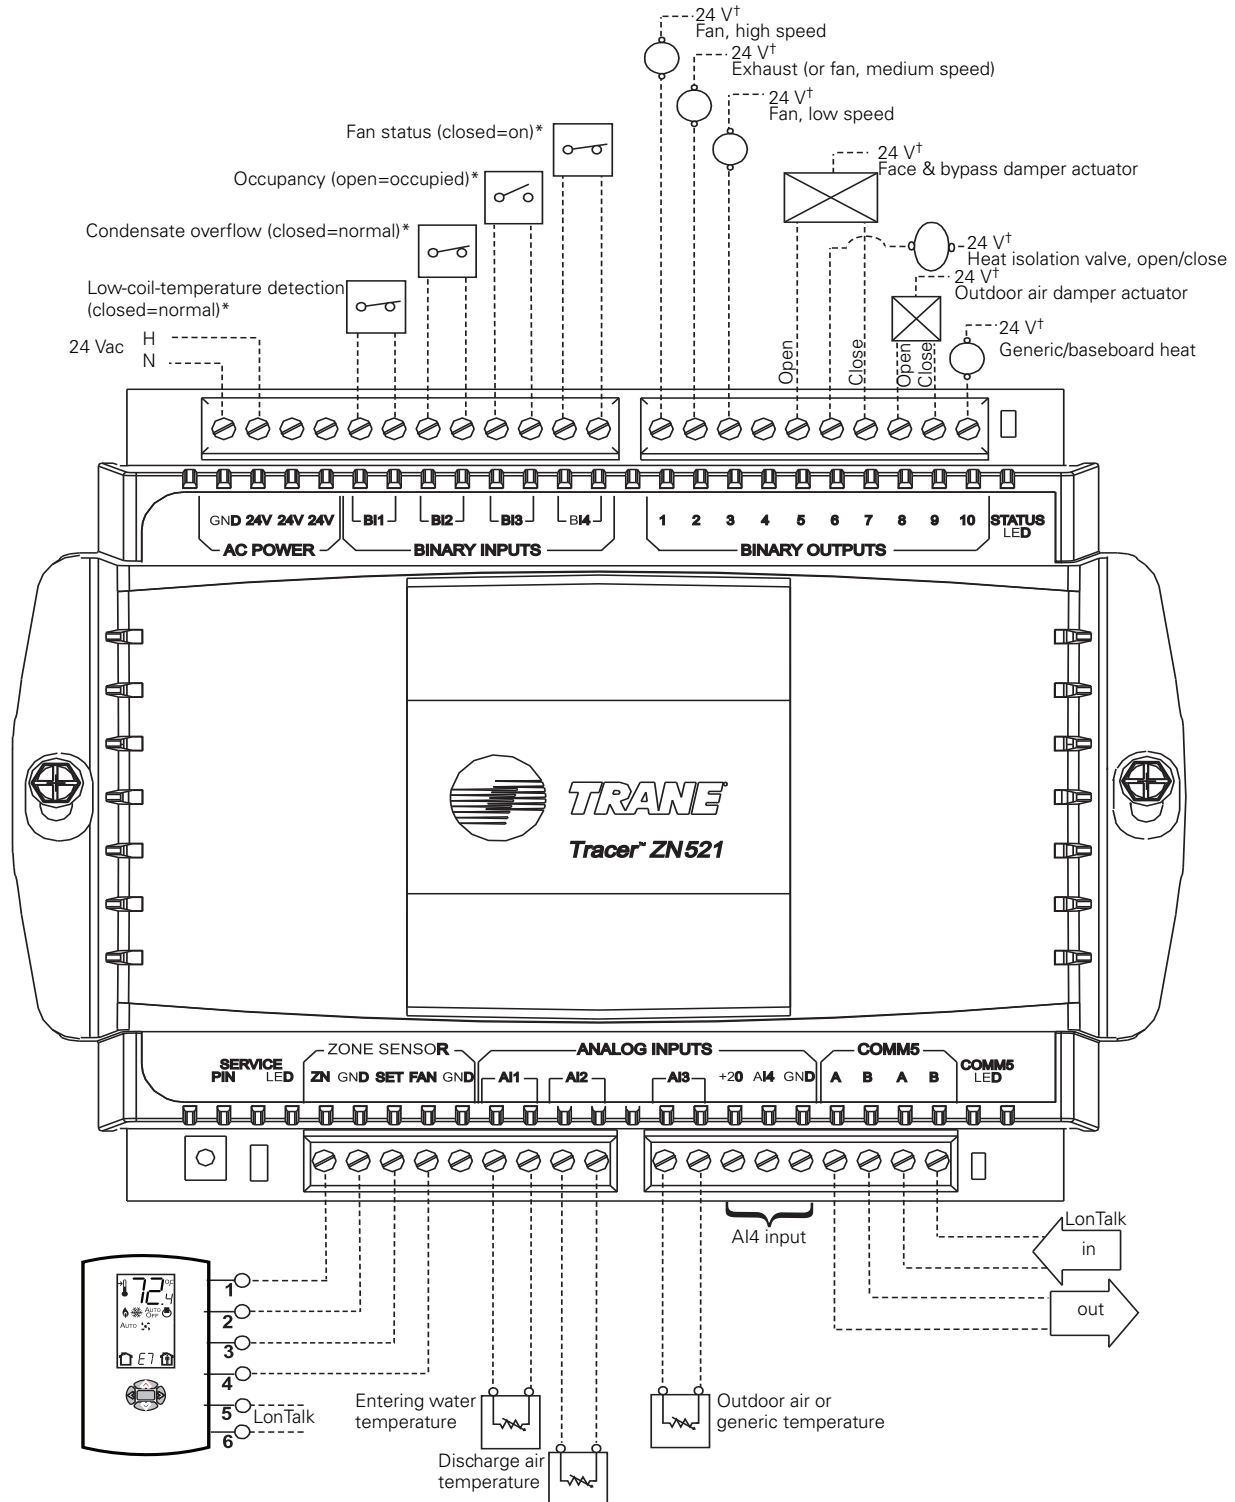 24 V†
Fan, high speed
24 V†
Exhaust (or fan, medium speed)
24 V†
Fan, low speed
Fan status (closed=on)*
24 V†
Face & bypass damper actuator
Occupancy (open=occupied)*
Condensate overflow (closed=normal)*
24 V†
Heat isolation valve, open/close
24 V†
Outdoor air damper actuator
Low-coil-temperature detection
(closed=normal)*
24 V†
Generic/baseboard heat
24 Vac
H
N
Open
Close
Open
Close
GND 24V 24V 24V
BI1
BI2
BI3
BI4
1 2 3 4 5 6 7 8 9 10
STATUS
LED
AC POWER
BINARY INPUTS
BINARY OUTPUTS
TRANE
Tracer™ ZN521
SERVICE
PIN LED
ZONE SENSOR
ZN GND SET FAN GND
ANALOG INPUTS
AI1
AI2
AI3
+20 AI4 GND
COMM5
A B A B
COMM5
LED
AI4 input
LonTalk
in
out
72.4 °F
AUTO
OFF
AUTO
E7
1
2
3
4
5
6
LonTalk
Entering water
temperature
Discharge air
temperature
Outdoor air or
generic temperature